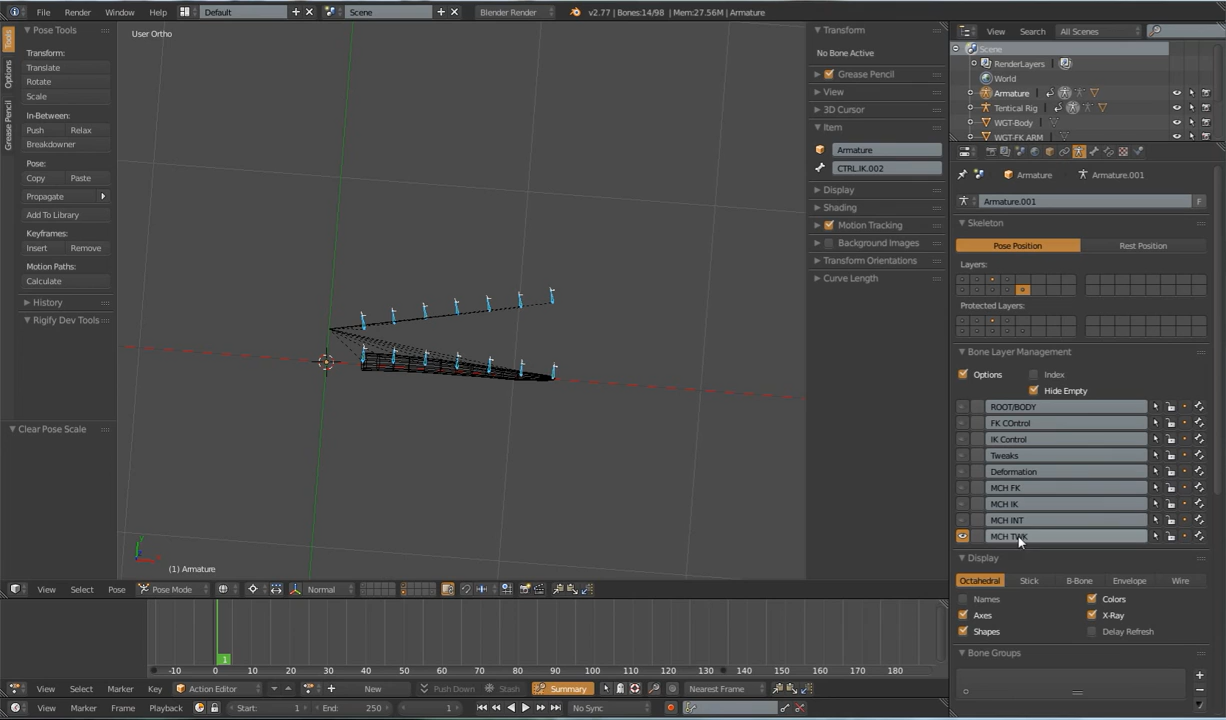 File Render Window Help Default Scene Blender Render v2.77 | Bones:14/98 | Mem:27.56M | Armature
Tools
Options
Grease Pencil
Pose Tools
Transform:
Translate
Rotate
Scale
In-Between:
Push Relax
Breakdowner
Pose:
Copy Paste
Propagate
Add To Library
Keyframes:
Insert Remove
Motion Paths:
Calculate
History
Rigify Dev Tools
Clear Pose Scale
User Ortho
(1) Armature
Transform
No Bone Active
Grease Pencil
View
3D Cursor
Item
Armature
CTRL.IK.002
Display
Shading
Motion Tracking
Background Images
Transform Orientations
Curve Length
View Search All Scenes
Scene
RenderLayers
World
Armature
Tentical Rig
WGT-Body
WGT-FK ARM
Armature Armature.001
Armature.001 F
Skeleton
Pose Position Rest Position
Layers:
Protected Layers:
Bone Layer Management
Options Index
Hide Empty
ROOT/BODY
FK COntrol
IK Control
Tweaks
Deformation
MCH FK
MCH IK
MCH INT
MCH TWK
Display
Octahedral Stick B-Bone Envelope Wire
Names Colors
Axes X-Ray
Shapes Delay Refresh
Bone Groups
View Select Pose Pose Mode Normal
1
-10 0 10 20 30 40 50 60 70 80 90 100 110 120 130 140 150 160 170 180
View Select Marker Key Action Editor New Push Down Stash Summary Nearest Frame
View Marker Frame Playback Start: 1 End: 250 1 No Sync